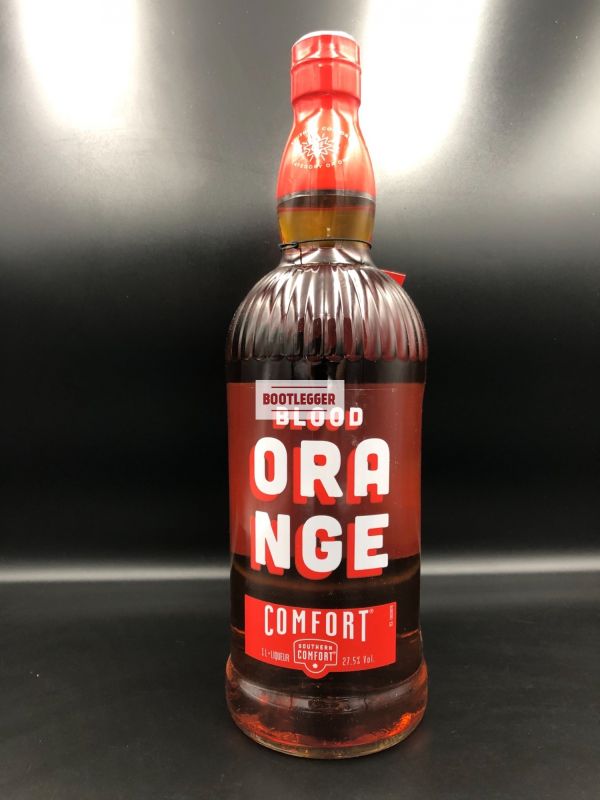 BOOTLEGGER
BLOOD
ORA
NGE
COMFORT®
SOUTHERN
COMFORT
1L-LIQUEUR 27.5% Vol.